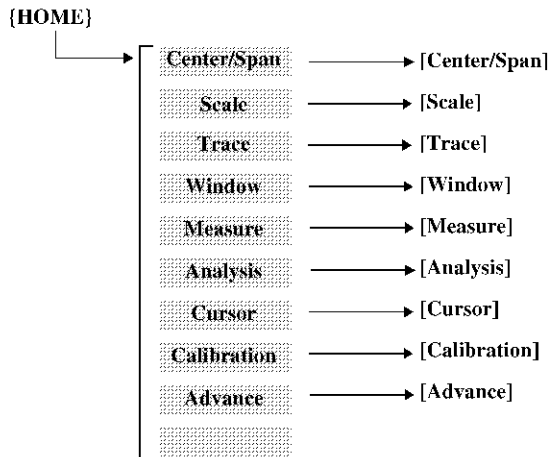 {HOME}
Center/Span [Center/Span]
Scale [Scale]
Trace [Trace]
Window [Window]
Measure [Measure]
Analysis [Analysis]
Cursor [Cursor]
Calibration [Calibration]
Advance [Advance]